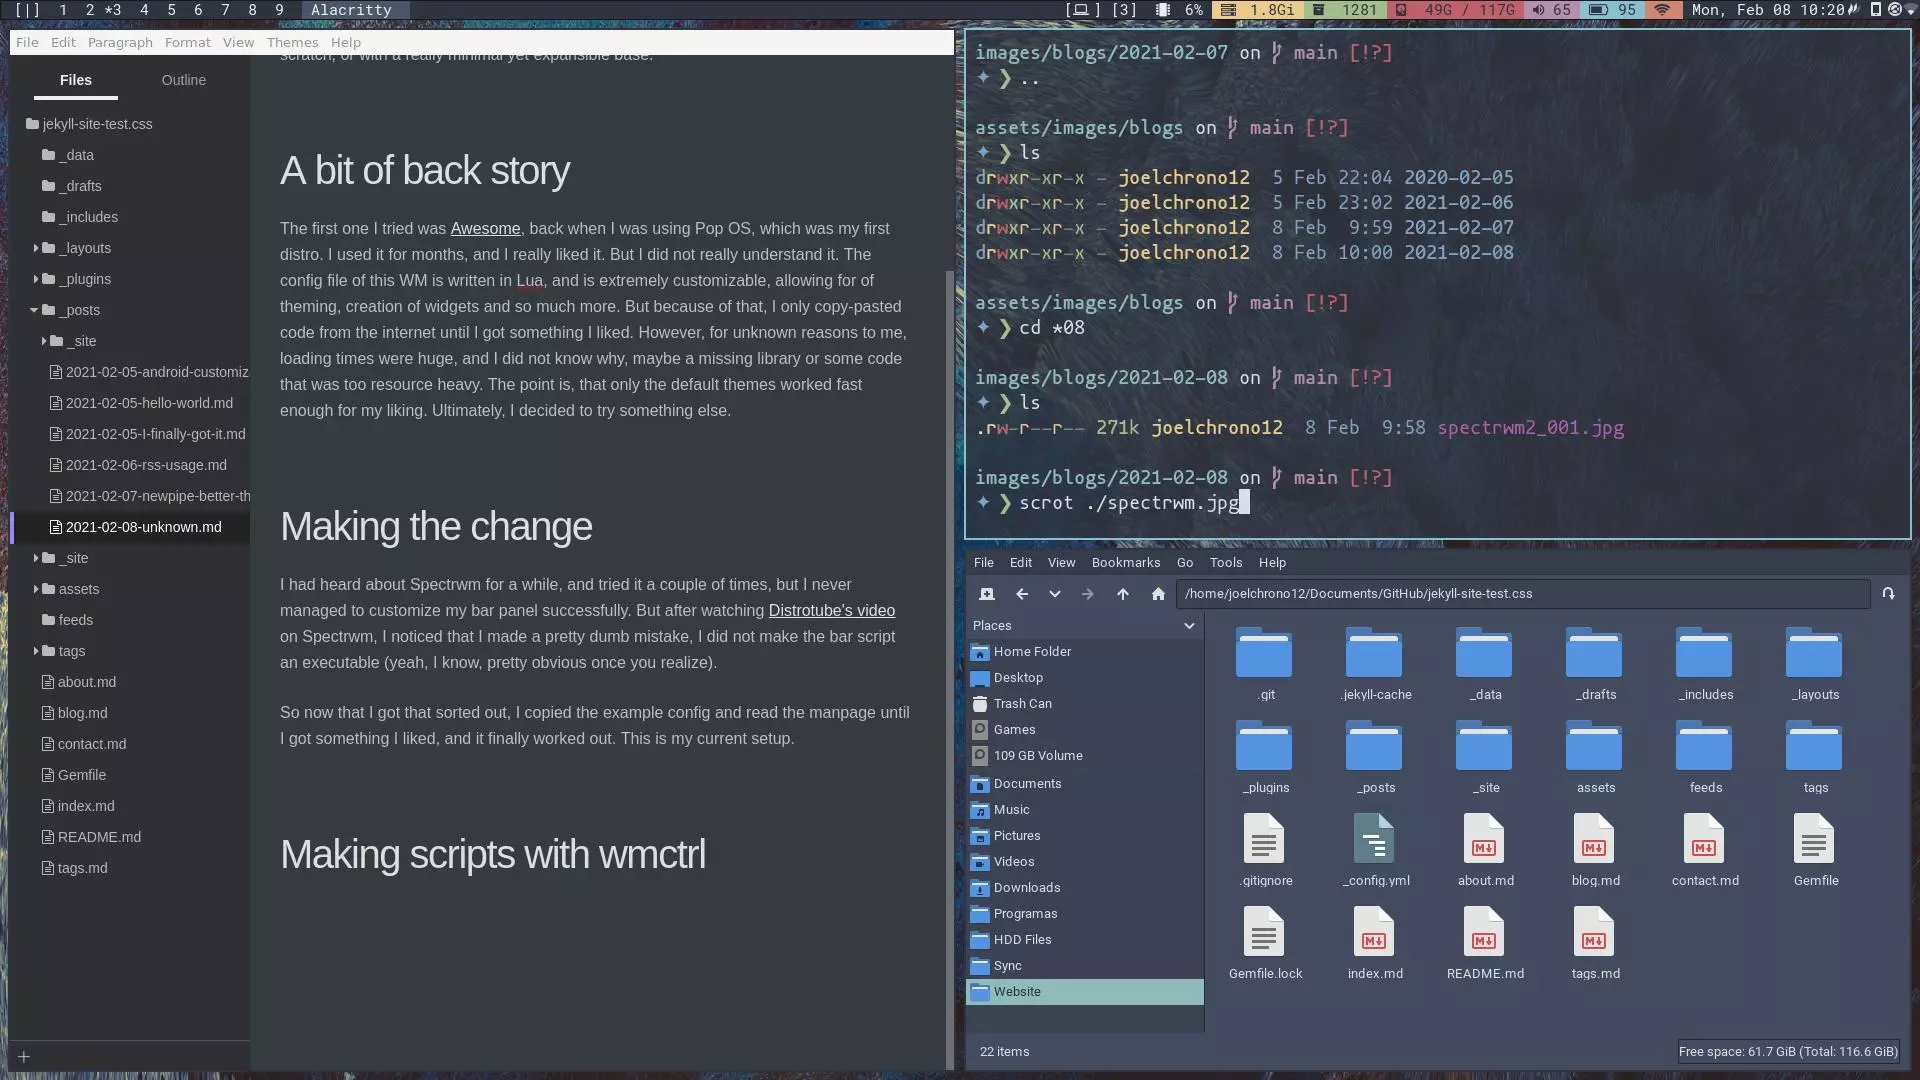 [|] 1 2 *3 4 5 6 7 8 9 Alacritty
[ ] [3] 6% 1.8Gi 1281 49G / 117G 65 95 Mon, Feb 08 10:20
File Edit Paragraph Format View Themes Help
Files Outline
jekyll-site-test.css
_data
_drafts
_includes
_layouts
_plugins
_posts
_site
2021-02-05-android-customiz
2021-02-05-hello-world.md
2021-02-05-I-finally-got-it.md
2021-02-06-rss-usage.md
2021-02-07-newpipe-better-th
2021-02-08-unknown.md
_site
assets
feeds
tags
about.md
blog.md
contact.md
Gemfile
index.md
README.md
tags.md
+
scratch, or with a really minimal yet expansible base.
A bit of back story
The first one I tried was Awesome, back when I was using Pop OS, which was my first
distro. I used it for months, and I really liked it. But I did not really understand it. The
config file of this WM is written in Lua, and is extremely customizable, allowing for of
theming, creation of widgets and so much more. But because of that, I only copy-pasted
code from the internet until I got something I liked. However, for unknown reasons to me,
loading times were huge, and I did not know why, maybe a missing library or some code
that was too resource heavy. The point is, that only the default themes worked fast
enough for my liking. Ultimately, I decided to try something else.
Making the change
I had heard about Spectrwm for a while, and tried it a couple of times, but I never
managed to customize my bar panel successfully. But after watching Distrotube's video
on Spectrwm, I noticed that I made a pretty dumb mistake, I did not make the bar script
an executable (yeah, I know, pretty obvious once you realize).
So now that I got that sorted out, I copied the example config and read the manpage until
I got something I liked, and it finally worked out. This is my current setup.
Making scripts with wmctrl
images/blogs/2021-02-07 on main [!?]
✦ ❯ ..
assets/images/blogs on main [!?]
✦ ❯ ls
drwxr-xr-x - joelchrono12 5 Feb 22:04 2020-02-05
drwxr-xr-x - joelchrono12 5 Feb 23:02 2021-02-06
drwxr-xr-x - joelchrono12 8 Feb 9:59 2021-02-07
drwxr-xr-x - joelchrono12 8 Feb 10:00 2021-02-08
assets/images/blogs on main [!?]
✦ ❯ cd *08
images/blogs/2021-02-08 on main [!?]
✦ ❯ ls
.rw-r--r-- 271k joelchrono12 8 Feb 9:58 spectrwm2_001.jpg
images/blogs/2021-02-08 on main [!?]
✦ ❯ scrot ./spectrwm.jpg
File Edit View Bookmarks Go Tools Help
/home/joelchrono12/Documents/GitHub/jekyll-site-test.css
Places
Home Folder
Desktop
Trash Can
Games
109 GB Volume
Documents
Music
Pictures
Videos
Downloads
Programas
HDD Files
Sync
Website
.git .jekyll-cache _data _drafts _includes _layouts
_plugins _posts _site assets feeds tags
.gitignore _config.yml about.md blog.md contact.md Gemfile
Gemfile.lock index.md README.md tags.md
22 items
Free space: 61.7 GiB (Total: 116.6 GiB)